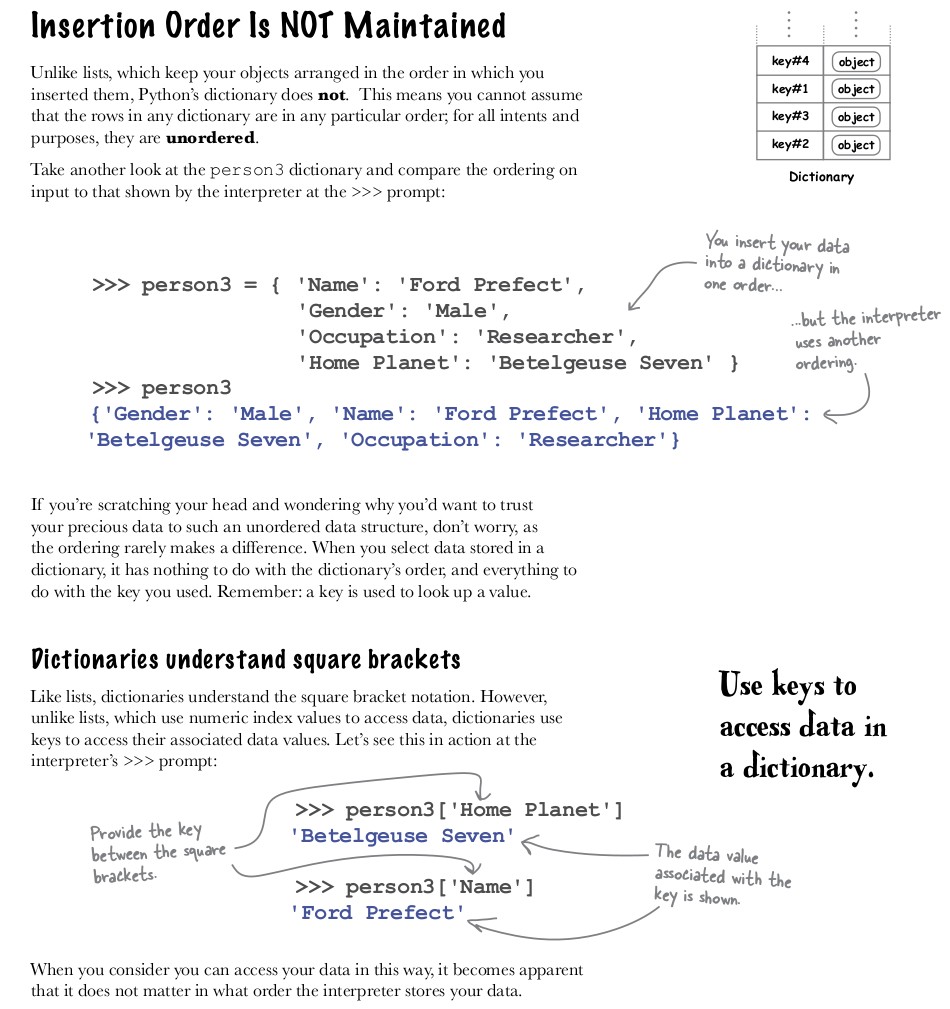 Insertion Order Is NOT Maintained
Unlike lists, which keep your objects arranged in the order in which you
inserted them, Python's dictionary does not.  This means you cannot assume
that the rows in any dictionary are in any particular order; for all intents and
purposes, they are unordered.
Take another look at the person3 dictionary and compare the ordering on
input to that shown by the interpreter at the >>> prompt:
key#4 object
key#1 object
key#3 object
key#2 object
Dictionary
You insert your data
into a dictionary in
one order...
...but the interpreter
uses another
ordering.
>>> person3 = { 'Name': 'Ford Prefect',
'Gender': 'Male',
'Occupation': 'Researcher',
'Home Planet': 'Betelgeuse Seven' }
>>> person3
{'Gender': 'Male', 'Name': 'Ford Prefect', 'Home Planet':
'Betelgeuse Seven', 'Occupation': 'Researcher'}
If you're scratching your head and wondering why you'd want to trust
your precious data to such an unordered data structure, don't worry, as
the ordering rarely makes a difference. When you select data stored in a
dictionary, it has nothing to do with the dictionary's order, and everything to
do with the key you used. Remember: a key is used to look up a value.
Dictionaries understand square brackets
Like lists, dictionaries understand the square bracket notation. However,
unlike lists, which use numeric index values to access data, dictionaries use
keys to access their associated data values. Let's see this in action at the
interpreter's >>> prompt:
Use keys to
access data in
a dictionary.
>>> person3['Home Planet']
'Betelgeuse Seven'
>>> person3['Name']
'Ford Prefect'
Provide the key
between the square
brackets.
The data value
associated with the
key is shown.
When you consider you can access your data in this way, it becomes apparent
that it does not matter in what order the interpreter stores your data.